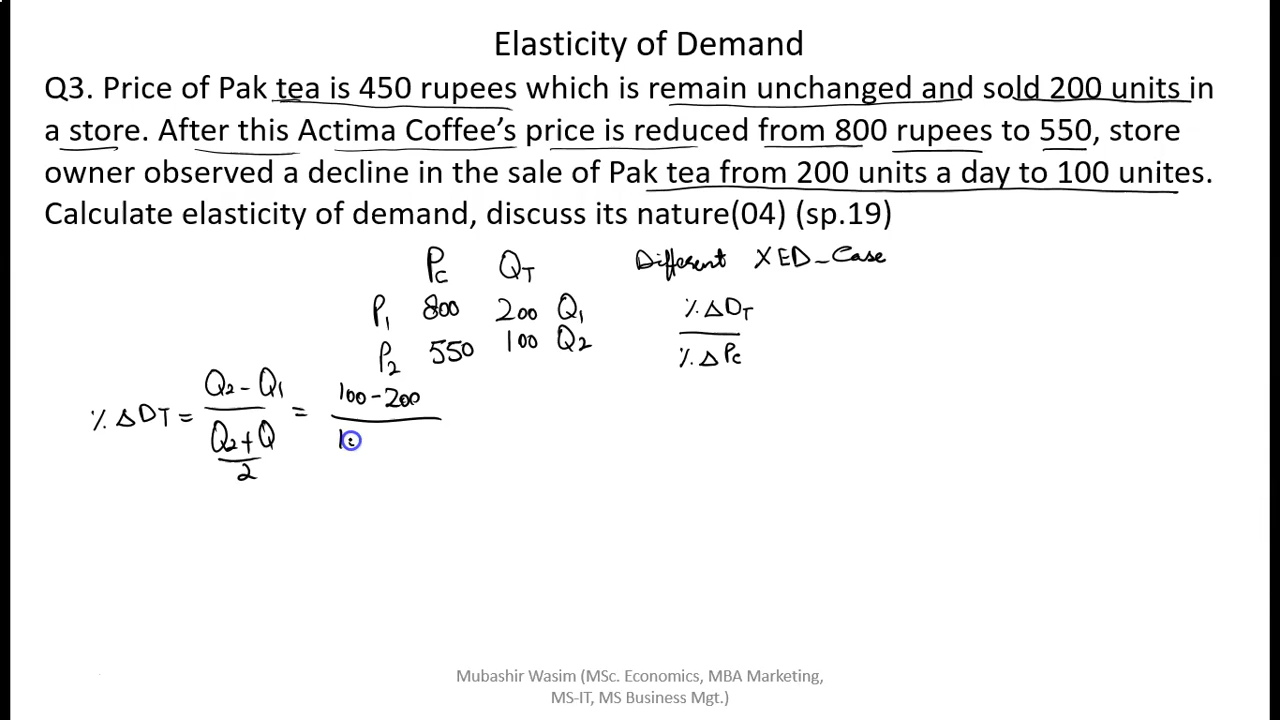 Elasticity of Demand
Q3. Price of Pak tea is 450 rupees which is remain unchanged and sold 200 units in
a store. After this Actima Coffee's price is reduced from 800 rupees to 550, store
owner observed a decline in the sale of Pak tea from 200 units a day to 100 unites.
Calculate elasticity of demand, discuss its nature(04) (sp.19)
Pc QT Different XED-Case
P1 800 200 Q1 %ΔDT
P2 550 100 Q2 %ΔPc
%ΔDT = Q2-Q1 = 100-200
Q2+Q
2
Mubashir Wasim (MSc. Economics, MBA Marketing,
MS-IT, MS Business Mgt.)